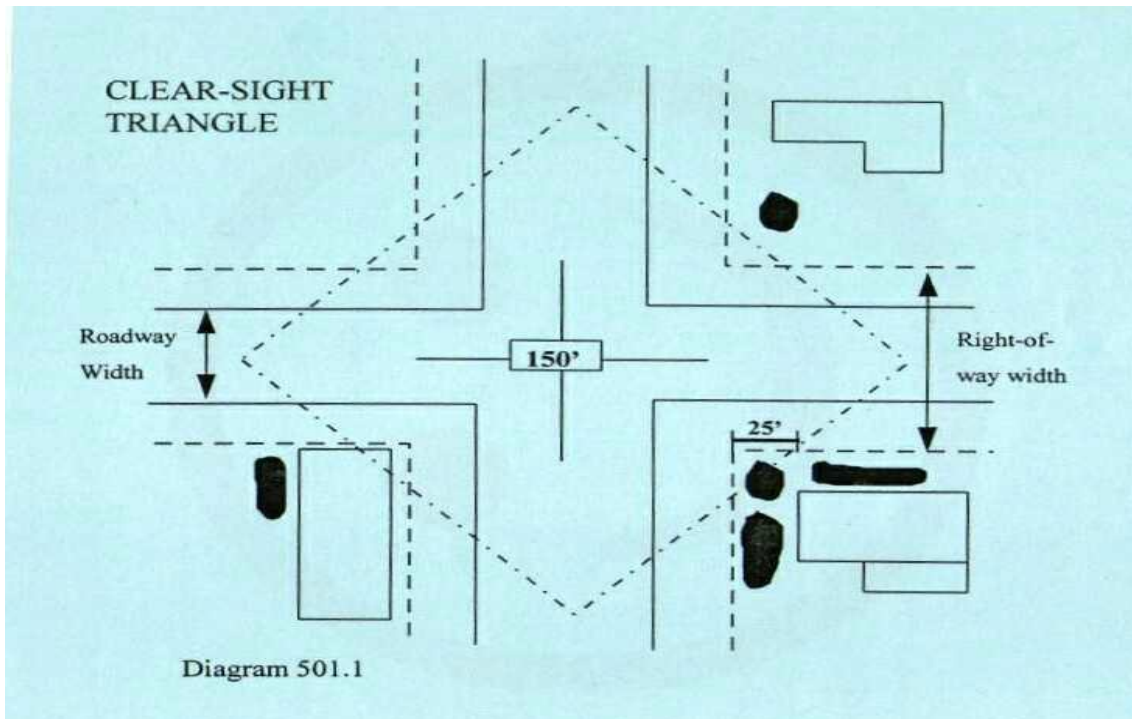 CLEAR-SIGHT
TRIANGLE
Roadway
Width
150’
Right-of-
way width
25’
Diagram 501.1